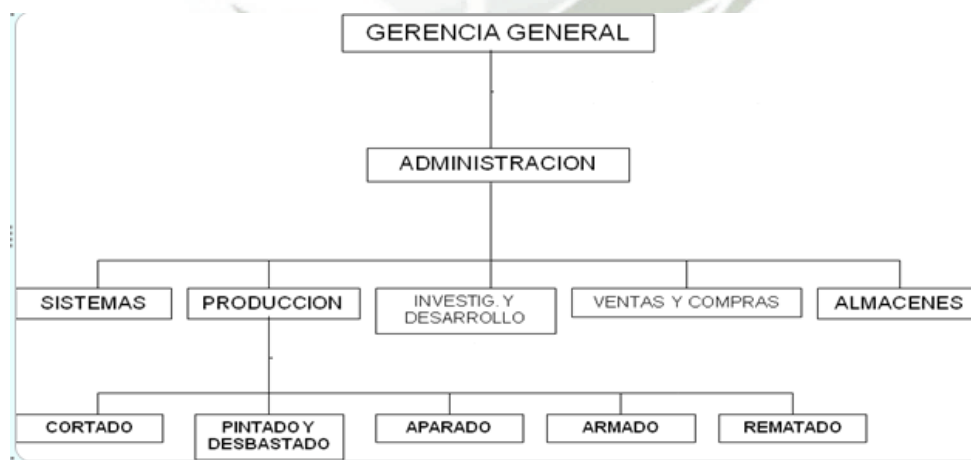 GERENCIA GENERAL
ADMINISTRACION
SISTEMAS
PRODUCCION
INVESTIG. Y
DESARROLLO
VENTAS Y COMPRAS
ALMACENES
CORTADO
PINTADO Y
DESBASTADO
APARADO
ARMADO
REMATADO